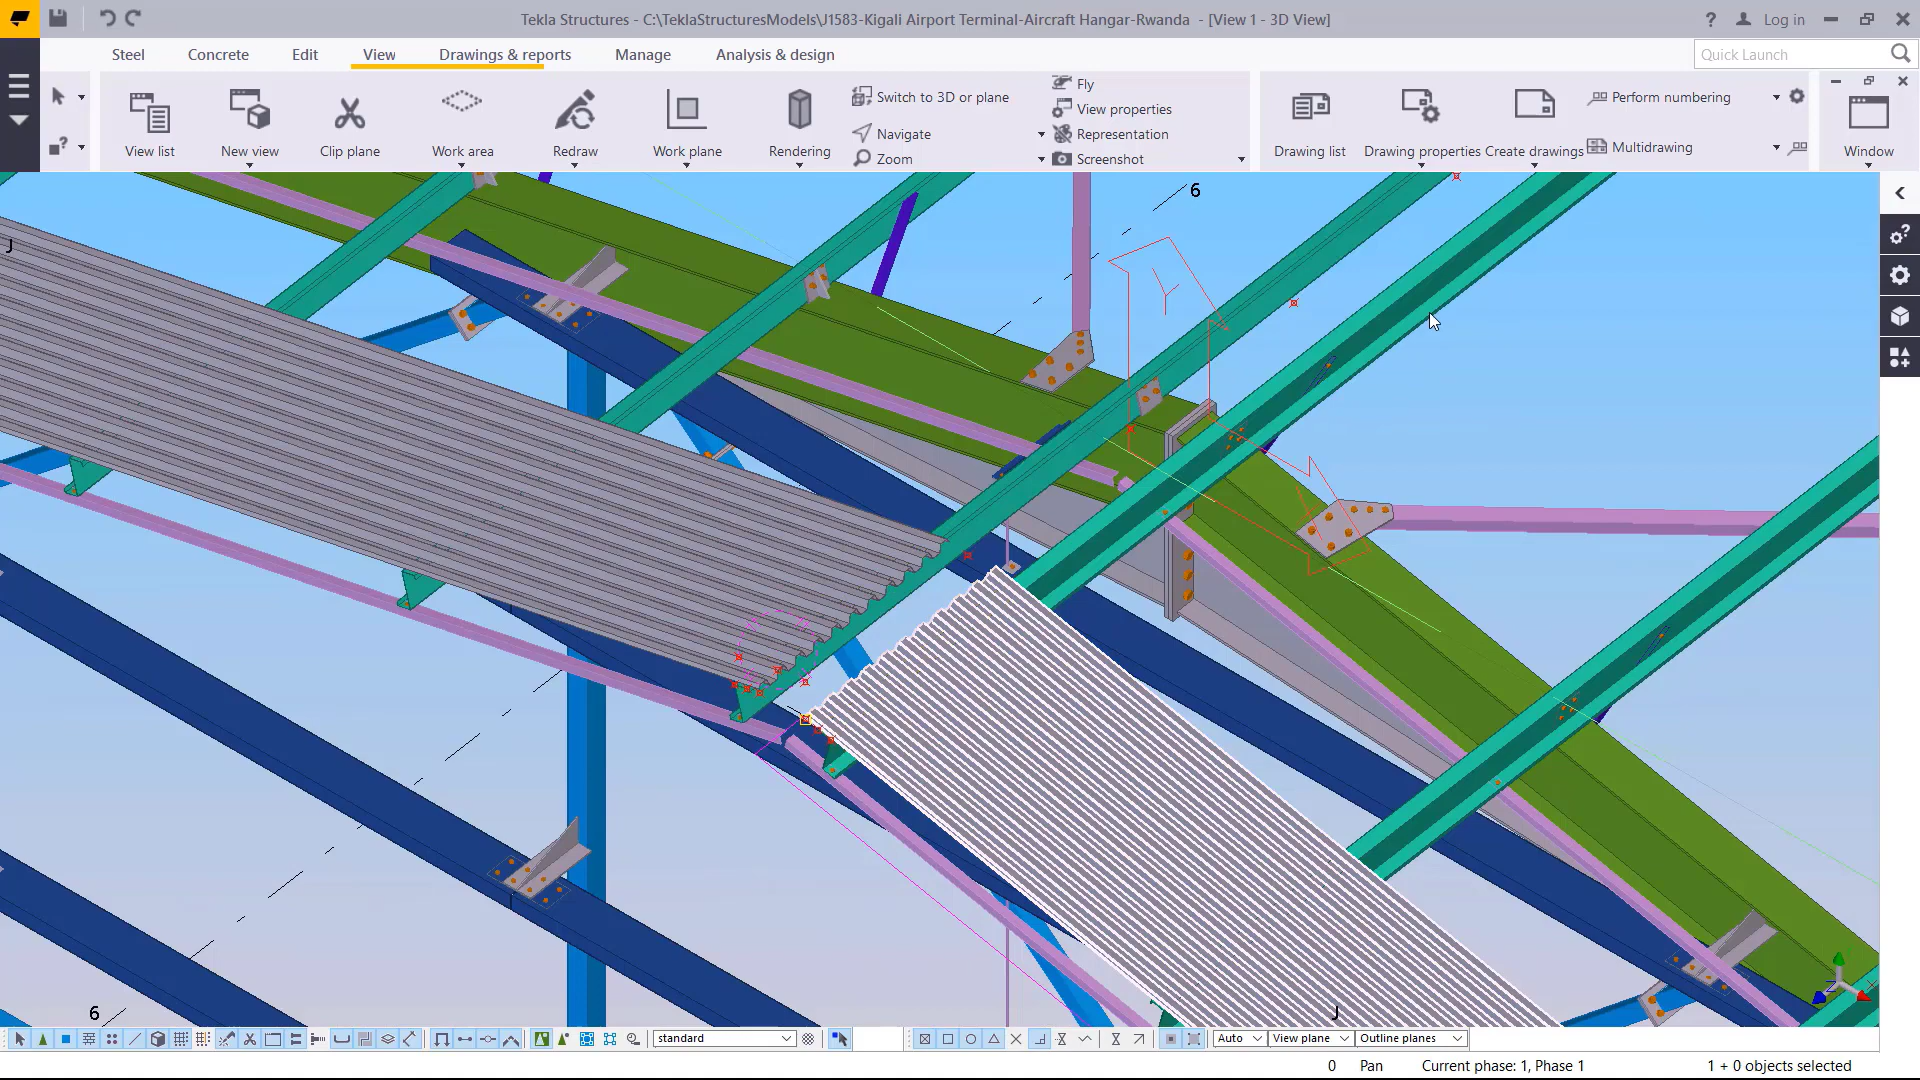 Tekla Structures - C:\TeklaStructuresModels\J1583-Kigali Airport Terminal-Aircraft Hangar-Rwanda - [View 1 - 3D View]
? Log in
Steel Concrete Edit View Drawings & reports Manage Analysis & design
Quick Launch
Switch to 3D or plane
Navigate
Zoom
Fly
View properties
Representation
Screenshot
Perform numbering
Multidrawing
View list New view Clip plane Work area Redraw Work plane Rendering
Drawing list Drawing properties Create drawings
Window
6
J
Y
Z
6
J
standard
Auto View plane Outline planes
0 Pan Current phase: 1, Phase 1 1 + 0 objects selected